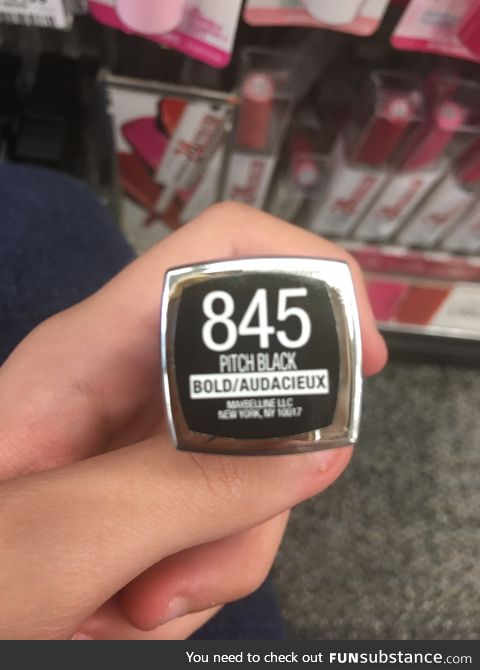 845
PITCH BLACK
BOLD/AUDACIEUX
MAYBELLINE LLC
NEW YORK, NY 10017
You need to check out FUNsubstance.com